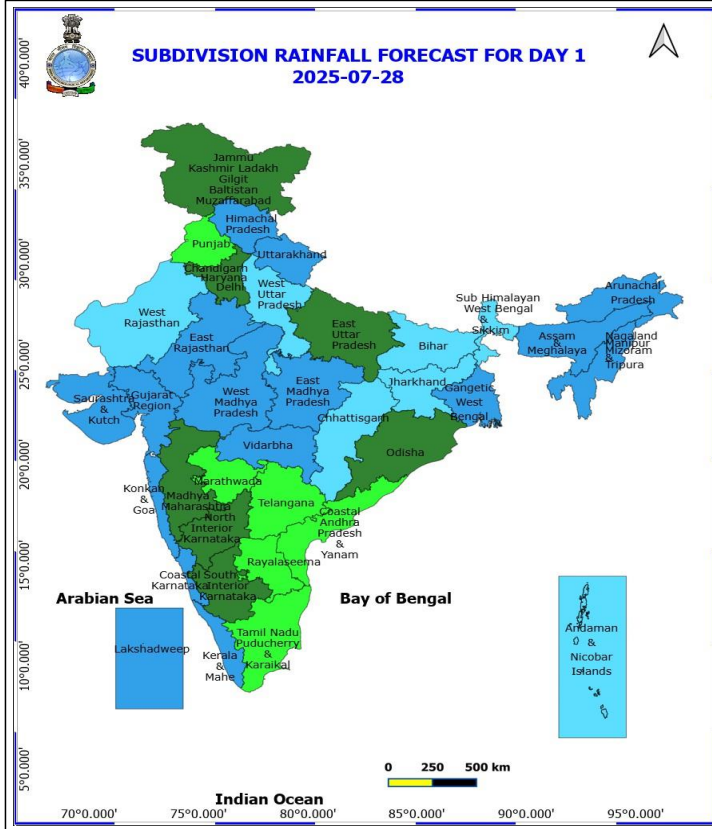 SUBDIVISION RAINFALL FORECAST FOR DAY 1
2025-07-28
40°0.000'
35°0.000'
30°0.000'
25°0.000'
20°0.000'
15°0.000'
10°0.000'
5°0.000'
Jammu
Kashmir Ladakh
Gilgit
Baltistan
Muzaffarabad
Himachal
Pradesh
Punjab
Uttarakhand
Chandigarh
Haryana
Delhi
West
Uttar
Pradesh
West
Rajasthan
East
Rajasthan
East
Uttar
Pradesh
Sub Himalayan
West Bengal
&
Sikkim
Arunachal
Pradesh
Assam
&
Meghalaya
Nagaland
Manipur
Mizoram
&
Tripura
Bihar
Jharkhand
Gangetic
West
Bengal
Saurashtra
&
Kutch
Gujarat
Region
West
Madhya
Pradesh
East
Madhya
Pradesh
Chhattisgarh
Vidarbha
Odisha
Konkan
&
Goa
Madhya
Maharashtra
Marathwada
Telangana
North
Interior
Karnataka
Coastal
Andhra
Pradesh
&
Yanam
Rayalaseema
Coastal
Karnataka
South
Interior
Karnataka
Arabian Sea
Bay of Bengal
Lakshadweep
Kerala
&
Mahe
Tamil Nadu
Puducherry
&
Karaikal
Andaman
&
Nicobar
Islands
0 250 500 km
Indian Ocean
70°0.000' 75°0.000' 80°0.000' 85°0.000' 90°0.000' 95°0.000'